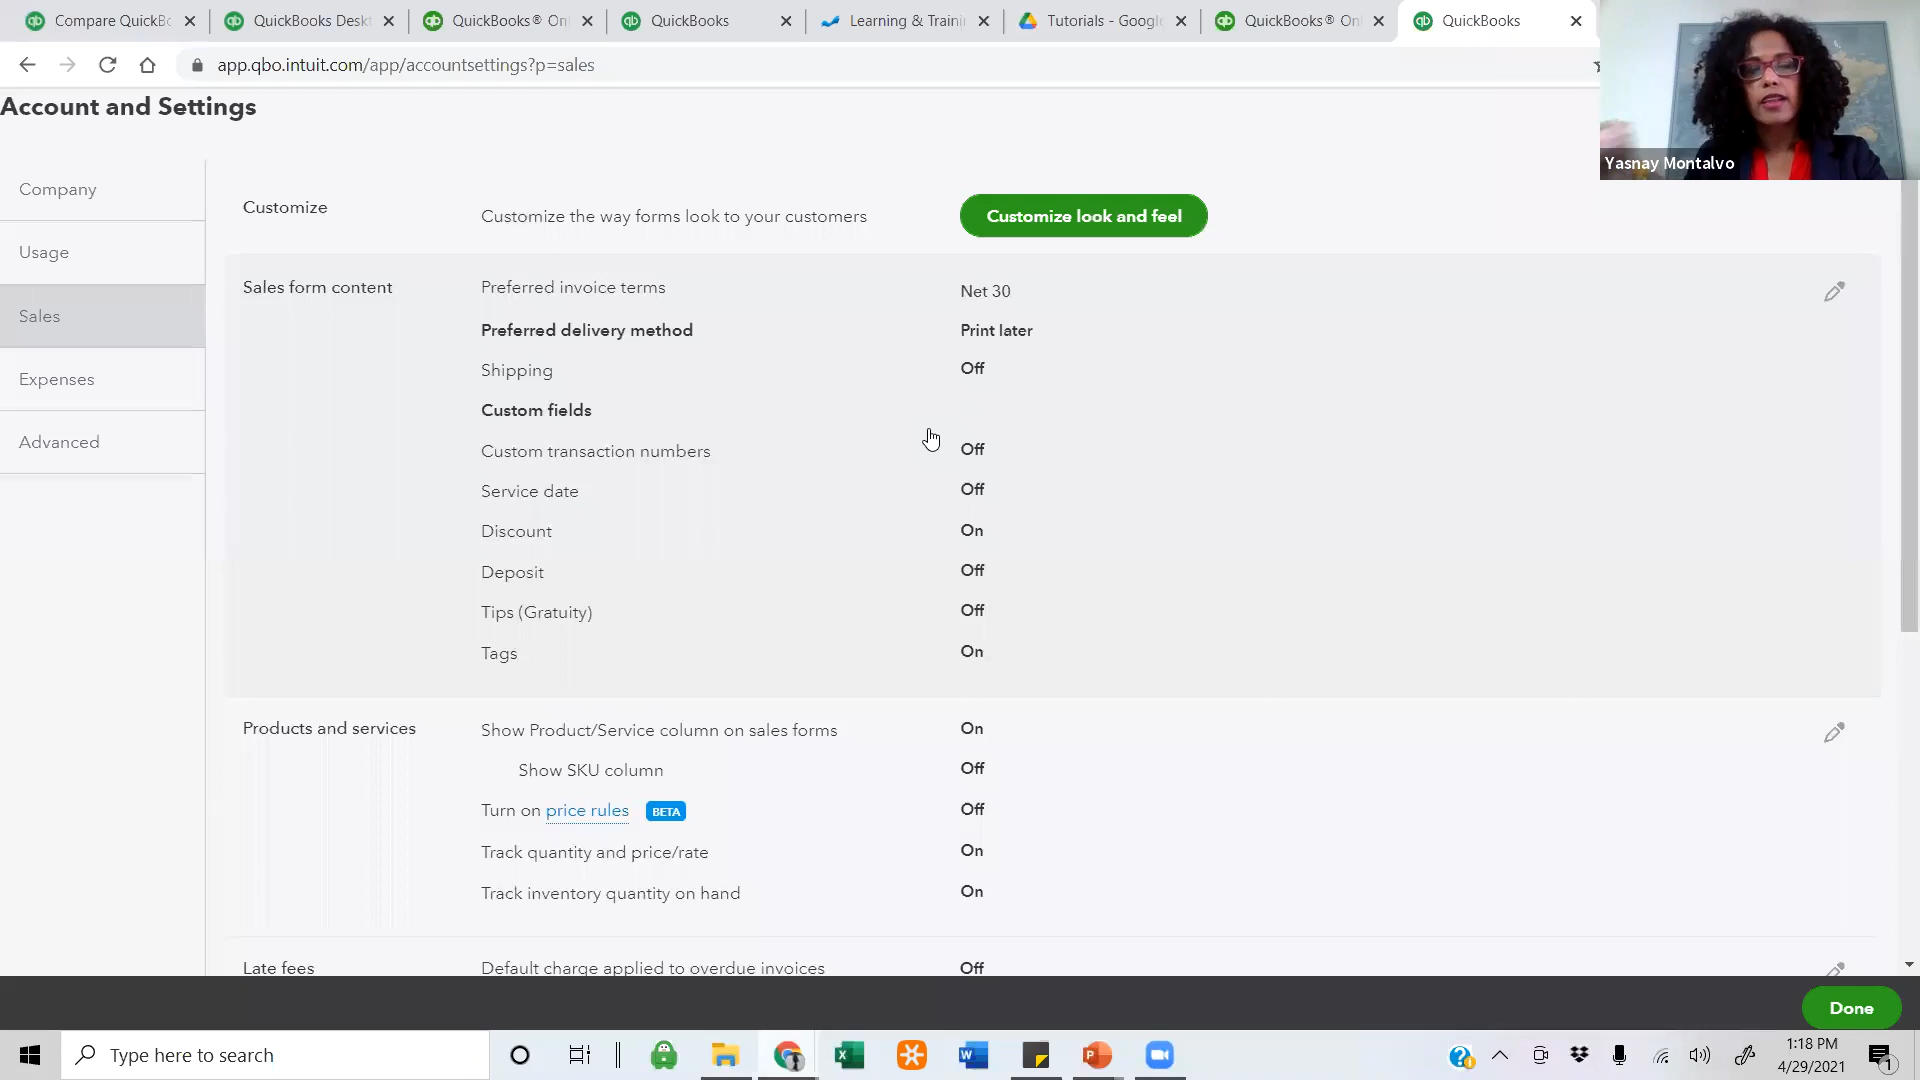 Compare QuickBo
QuickBooks Deskt
QuickBooks® Onl
QuickBooks
Learning & Trainin
Tutorials - Google
QuickBooks® Onl
QuickBooks
app.qbo.intuit.com/app/accountsettings?p=sales
Yasnay Montalvo
Account and Settings
Company
Usage
Sales
Expenses
Advanced
Customize
Customize the way forms look to your customers
Customize look and feel
Sales form content
Preferred invoice terms
Net 30
Preferred delivery method
Print later
Shipping
Off
Custom fields
Custom transaction numbers
Off
Service date
Off
Discount
On
Deposit
Off
Tips (Gratuity)
Off
Tags
On
Products and services
Show Product/Service column on sales forms
On
Show SKU column
Off
Turn on price rules BETA
Off
Track quantity and price/rate
On
Track inventory quantity on hand
On
Late fees
Default charge applied to overdue invoices
Off
Done
Type here to search
1:18 PM
4/29/2021
1